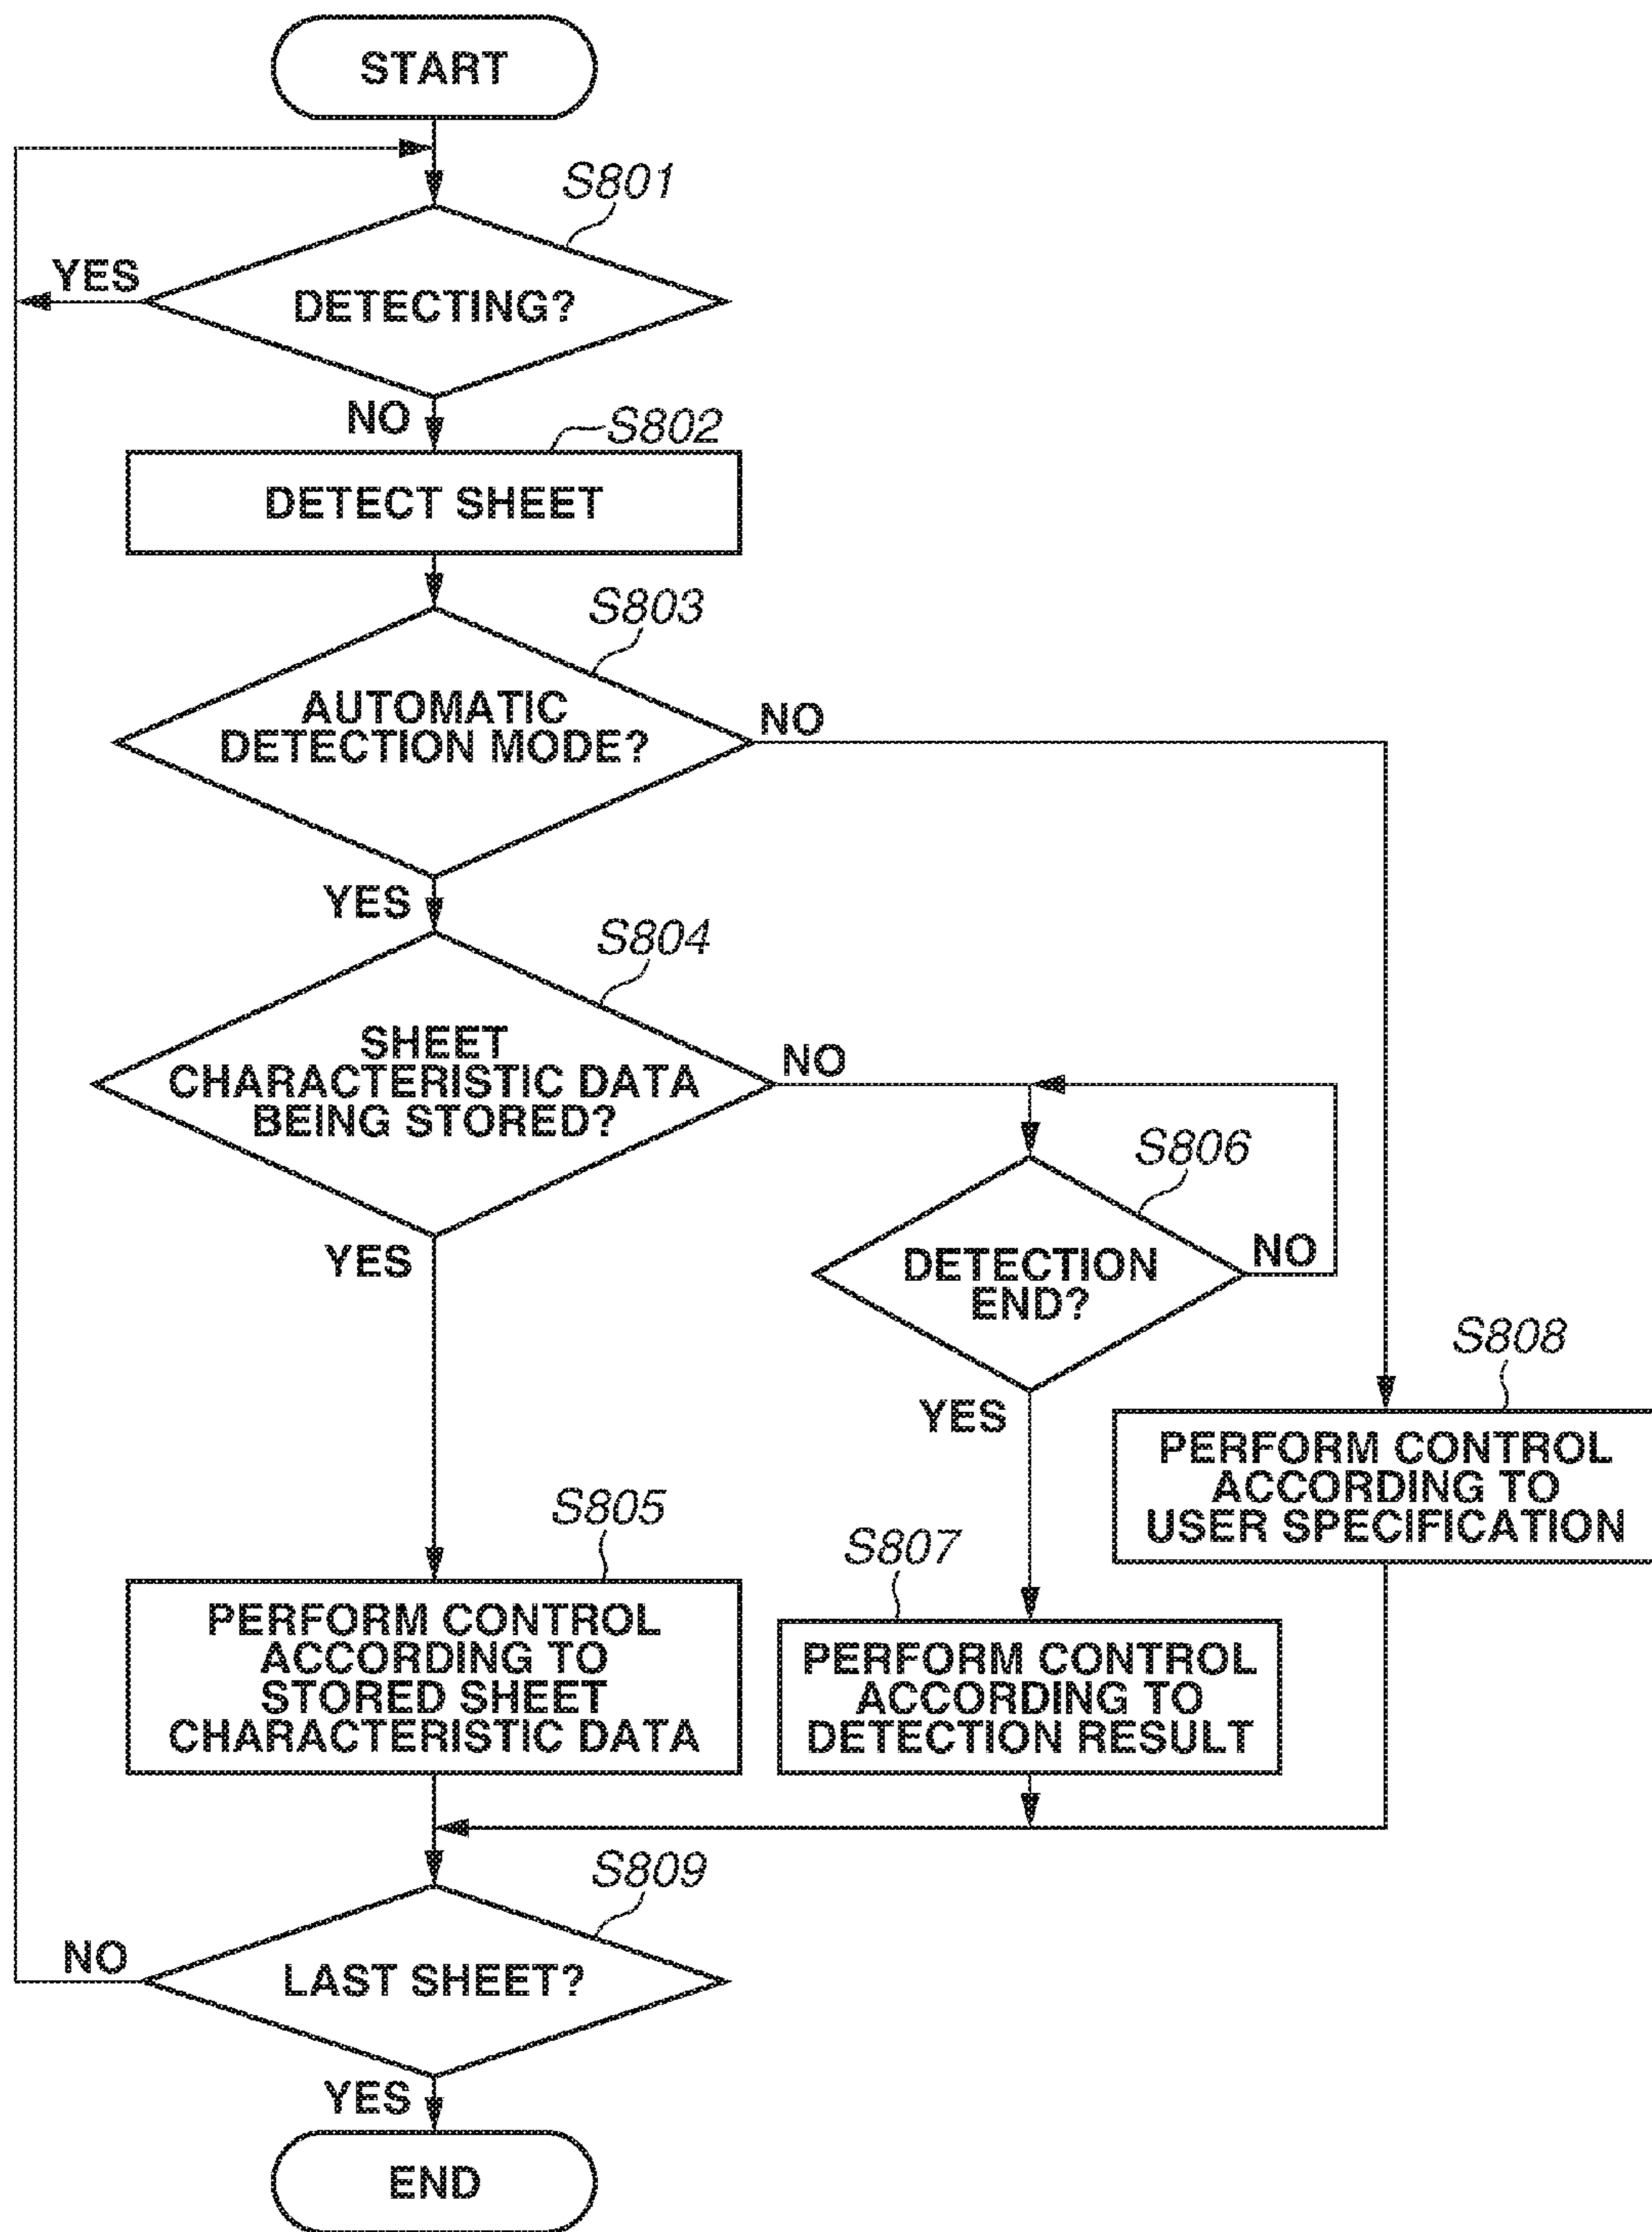 START
S801
YES
DETECTING?
NO
S802
DETECT SHEET
S803
AUTOMATIC
DETECTION MODE?
NO
YES
S804
SHEET
CHARACTERISTIC DATA
BEING STORED?
NO
YES
S806
DETECTION
END?
NO
YES
S808
PERFORM CONTROL
ACCORDING TO
USER SPECIFICATION
S805
PERFORM CONTROL
ACCORDING TO
STORED SHEET
CHARACTERISTIC DATA
S807
PERFORM CONTROL
ACCORDING TO
DETECTION RESULT
S809
NO
LAST SHEET?
YES
END